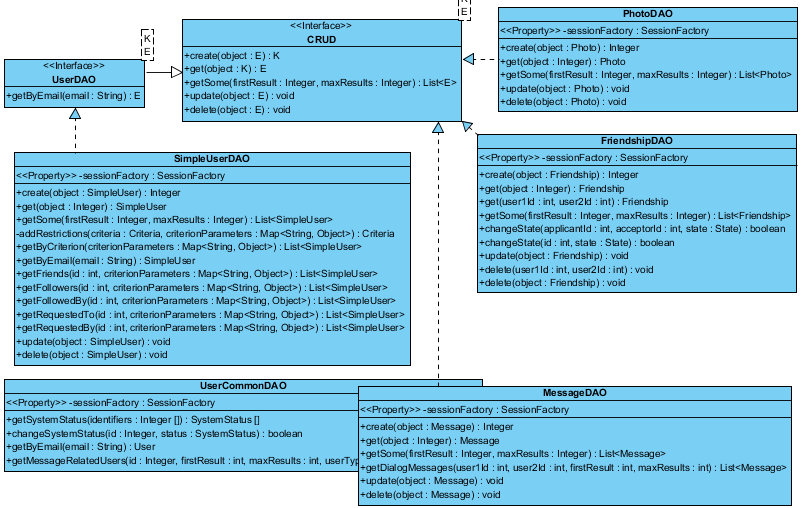 K
E
<<Interface>>
UserDAO
+getByEmail(email : String) : E
K
E
<<Interface>>
CRUD
+create(object : E) : K
+get(object : K) : E
+getSome(firstResult : Integer, maxResults : Integer) : List<E>
+update(object : E) : void
+delete(object : E) : void
PhotoDAO
<<Property>> -sessionFactory : SessionFactory
+create(object : Photo) : Integer
+get(object : Integer) : Photo
+getSome(firstResult : Integer, maxResults : Integer) : List<Photo>
+update(object : Photo) : void
+delete(object : Photo) : void
SimpleUserDAO
<<Property>> -sessionFactory : SessionFactory
+create(object : SimpleUser) : Integer
+get(object : Integer) : SimpleUser
+getSome(firstResult : Integer, maxResults : Integer) : List<SimpleUser>
-addRestrictions(criteria : Criteria, criterionParameters : Map<String, Object>) : Criteria
+getByCriterion(criterionParameters : Map<String, Object>) : List<SimpleUser>
+getByEmail(email : String) : SimpleUser
+getFriends(id : int, criterionParameters : Map<String, Object>) : List<SimpleUser>
+getFollowers(id : int, criterionParameters : Map<String, Object>) : List<SimpleUser>
+getFollowedBy(id : int, criterionParameters : Map<String, Object>) : List<SimpleUser>
+getRequestedTo(id : int, criterionParameters : Map<String, Object>) : List<SimpleUser>
+getRequestedBy(id : int, criterionParameters : Map<String, Object>) : List<SimpleUser>
+update(object : SimpleUser) : void
+delete(object : SimpleUser) : void
FriendshipDAO
<<Property>> -sessionFactory : SessionFactory
+create(object : Friendship) : Integer
+get(object : Integer) : Friendship
+get(user1Id : int, user2Id : int) : Friendship
+getSome(firstResult : Integer, maxResults : Integer) : List<Friendship>
+changeState(applicantId : int, acceptorId : int, state : State) : boolean
+changeState(id : int, state : State) : boolean
+update(object : Friendship) : void
+delete(user1Id : int, user2Id : int) : void
+delete(object : Friendship) : void
UserCommonDAO
<<Property>> -sessionFactory : SessionFactory
+getSystemStatus(identifiers : Integer []) : SystemStatus []
+changeSystemStatus(id : Integer, status : SystemStatus) : boolean
+getByEmail(email : String) : User
+getMessageRelatedUsers(id : Integer, firstResult : int, maxResults : int, userTyp
MessageDAO
<<Property>> -sessionFactory : SessionFactory
+create(object : Message) : Integer
+get(object : Integer) : Message
+getSome(firstResult : Integer, maxResults : Integer) : List<Message>
+getDialogMessages(user1Id : int, user2Id : int, firstResult : int, maxResults : int) : List<Message>
+update(object : Message) : void
+delete(object : Message) : void